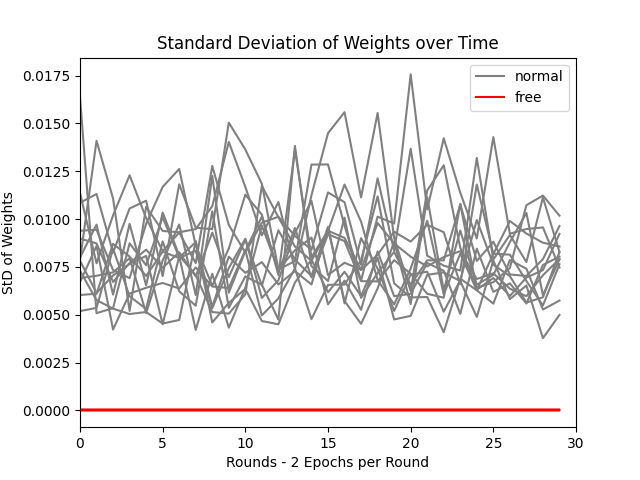 Standard Deviation of Weights over Time
normal
free
StD of Weights
0.0175
0.0150
0.0125
0.0100
0.0075
0.0050
0.0025
0.0000
0 5 10 15 20 25 30
Rounds - 2 Epochs per Round